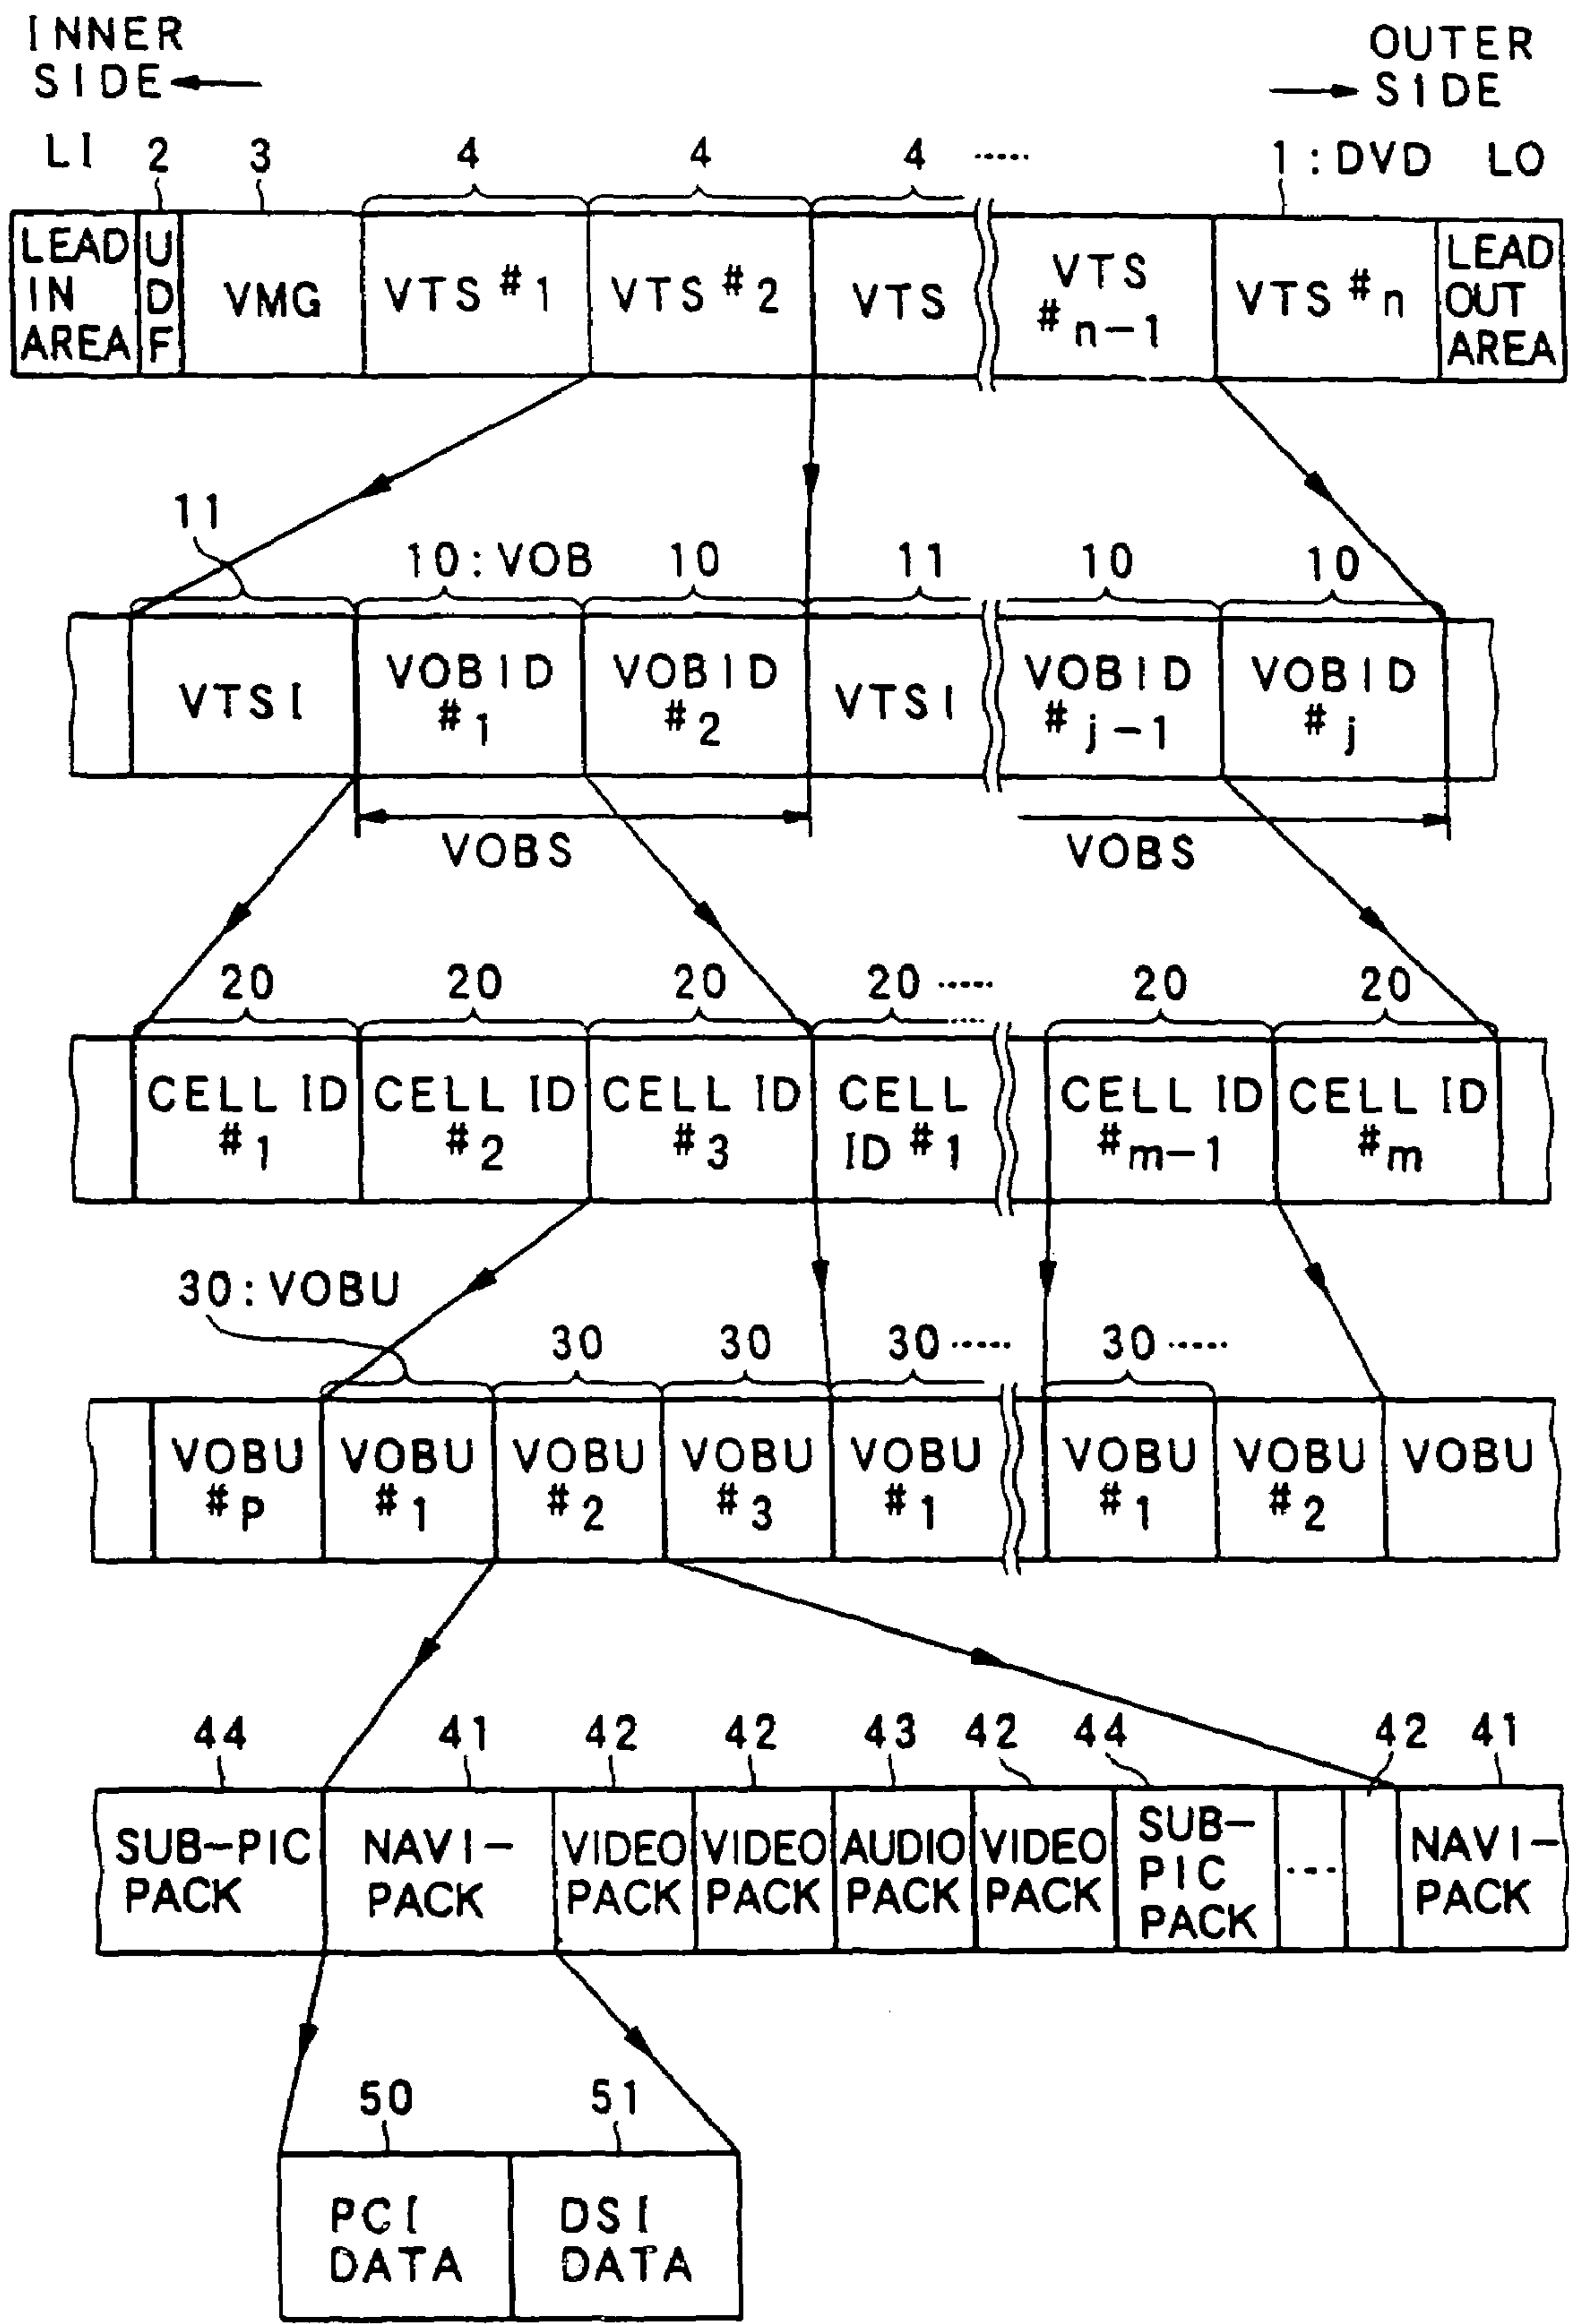 INNER
SIDE
OUTER
SIDE
LI 2 3 4 4 4 ····· 1:DVD LO
LEAD
IN
AREA
U
D
F
VMG
VTS #1
VTS #2
VTS
VTS
#n-1
VTS #n
LEAD
OUT
AREA
11 10:VOB 10 11 10 10
VTSI
VOBID
#1
VOBID
#2
VTSI
VOBID
#j-1
VOBID
#j
VOBS
VOBS
20 20 20 20 ····· 20 20
CELL ID
#1
CELL ID
#2
CELL ID
#3
CELL
ID #1
CELL ID
#m-1
CELL ID
#m
30:VOBU 30 30 30 ····· 30 ·····
VOBU
#P
VOBU
#1
VOBU
#2
VOBU
#3
VOBU
#1
VOBU
#1
VOBU
#2
VOBU
44 41 42 42 43 42 44 42 41
SUB-PIC
PACK
NAVI-
PACK
VIDEO
PACK
VIDEO
PACK
AUDIO
PACK
VIDEO
PACK
SUB-
PIC
PACK
····
NAVI-
PACK
50 51
PCI
DATA
DSI
DATA